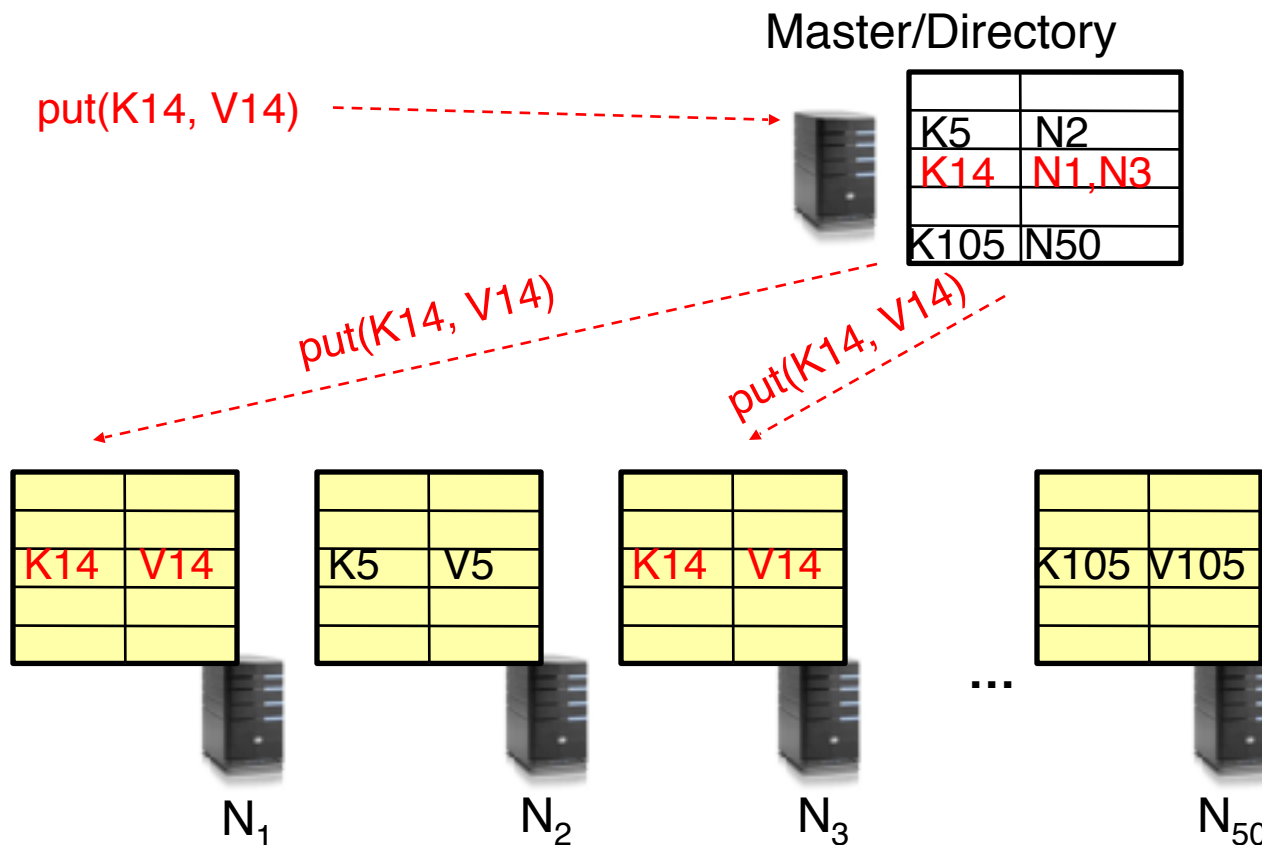 Master/Directory
put(K14, V14)
K5 N2
K14 N1,N3
K105 N50
put(K14, V14)
put(K14, V14)
K14 V14
K5 V5
K14 V14
K105 V105
...
N1
N2
N3
N50